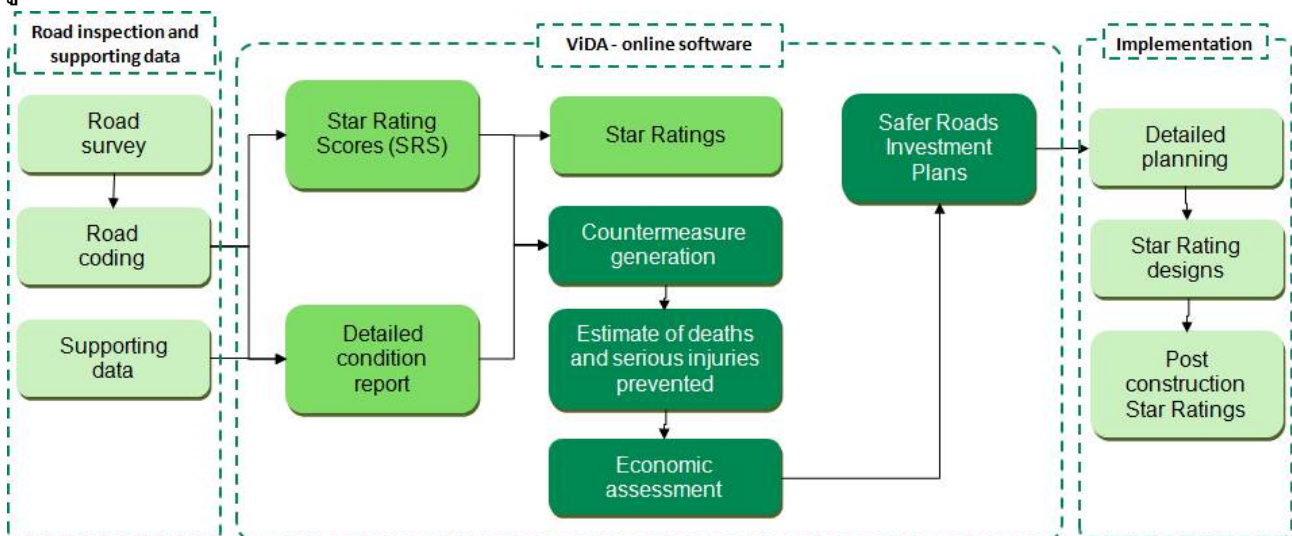 Road inspection and
supporting data
Road
survey
Road
coding
Supporting
data
ViDA - online software
Star Rating
Scores (SRS)
Detailed
condition
report
Star Ratings
Countermeasure
generation
Estimate of deaths
and serious injuries
prevented
Economic
assessment
Safer Roads
Investment
Plans
Implementation
Detailed
planning
Star Rating
designs
Post
construction
Star Ratings